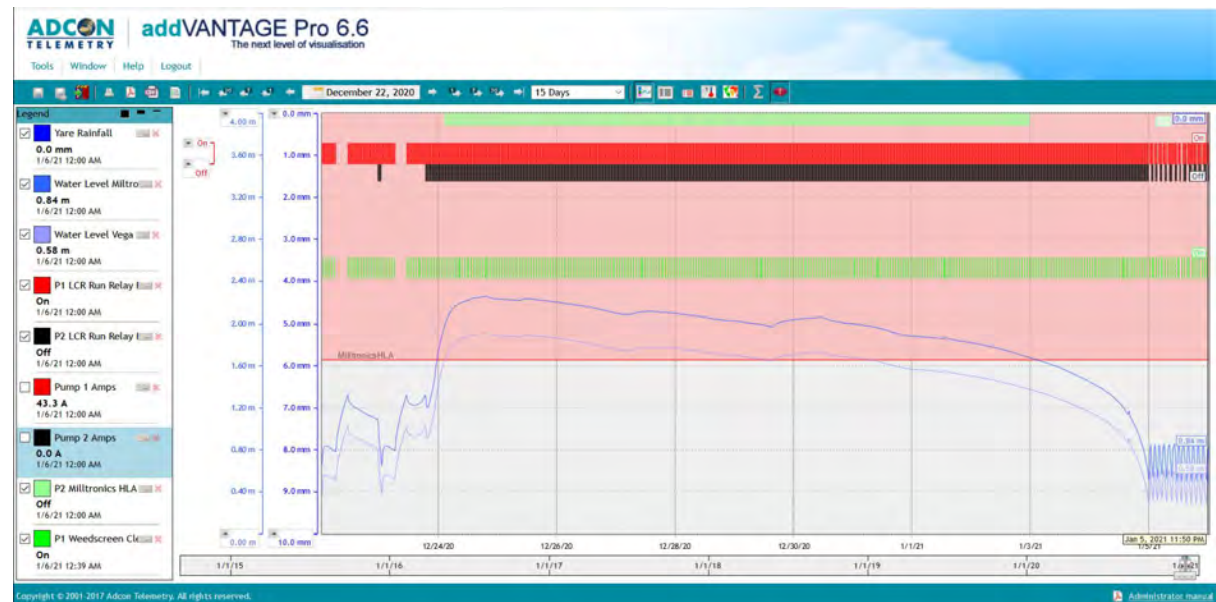 ADCON
TELEMETRY
addVANTAGE Pro 6.6
The next level of visualisation
Tools Window Help Logout
December 22, 2020
15 Days
Legend
Yare Rainfall
0.0 mm
1/6/21 12:00 AM
Water Level Miltro
0.84 m
1/6/21 12:00 AM
Water Level Vega
0.58 m
1/6/21 12:00 AM
P1 LCR Run Relay
On
1/6/21 12:00 AM
P2 LCR Run Relay
Off
1/6/21 12:00 AM
Pump 1 Amps
43.3 A
1/6/21 12:00 AM
Pump 2 Amps
0.0 A
1/6/21 12:00 AM
P2 Milltronics HLA
Off
1/6/21 12:00 AM
P1 Weedscreen Cle
On
1/6/21 12:39 AM
On
Off
4.00 m
3.60 m
3.20 m
2.80 m
2.40 m
2.00 m
1.60 m
1.20 m
0.80 m
0.40 m
0.00 m
0.0 mm
1.0 mm
2.0 mm
3.0 mm
4.0 mm
5.0 mm
6.0 mm
7.0 mm
8.0 mm
9.0 mm
10.0 mm
MilltronicsHLA
0.0 mm
On
Off
On
0.84 m
Jan 5, 2021 11:50 PM
12/24/20 12/26/20 12/28/20 12/30/20 1/1/21 1/3/21 1/5/21
1/1/15 1/1/16 1/1/17 1/1/18 1/1/19 1/1/20
Copyright © 2001-2017 Adcon Telemetry. All rights reserved.
Administrator manual